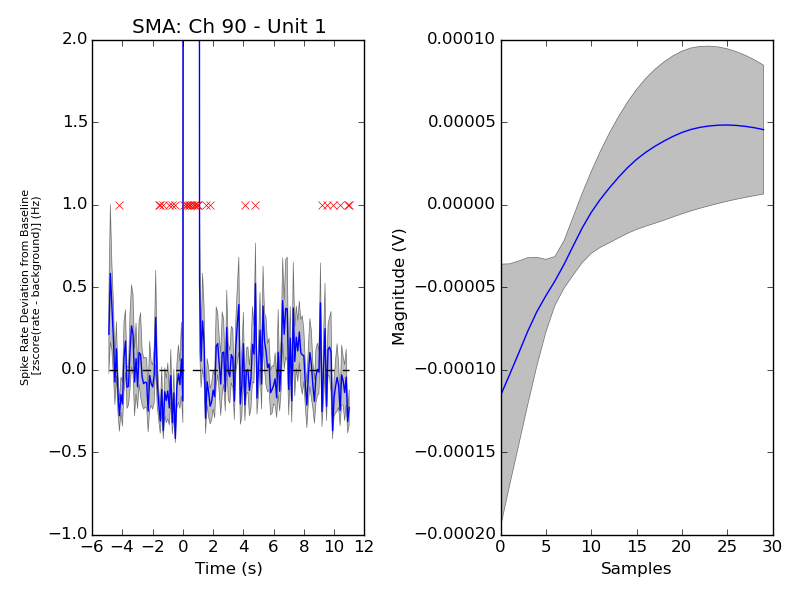 SMA: Ch 90 - Unit 1
2.0
1.5
1.0
0.5
0.0
−0.5
−1.0
−6 −4 −2 0 2 4 6 8 10 12
Time (s)
Spike Rate Deviation from Baseline
[zscore(rate - background)] (Hz)
0.00010
0.00005
0.00000
−0.00005
−0.00010
−0.00015
−0.00020
0 5 10 15 20 25 30
Samples
Magnitude (V)